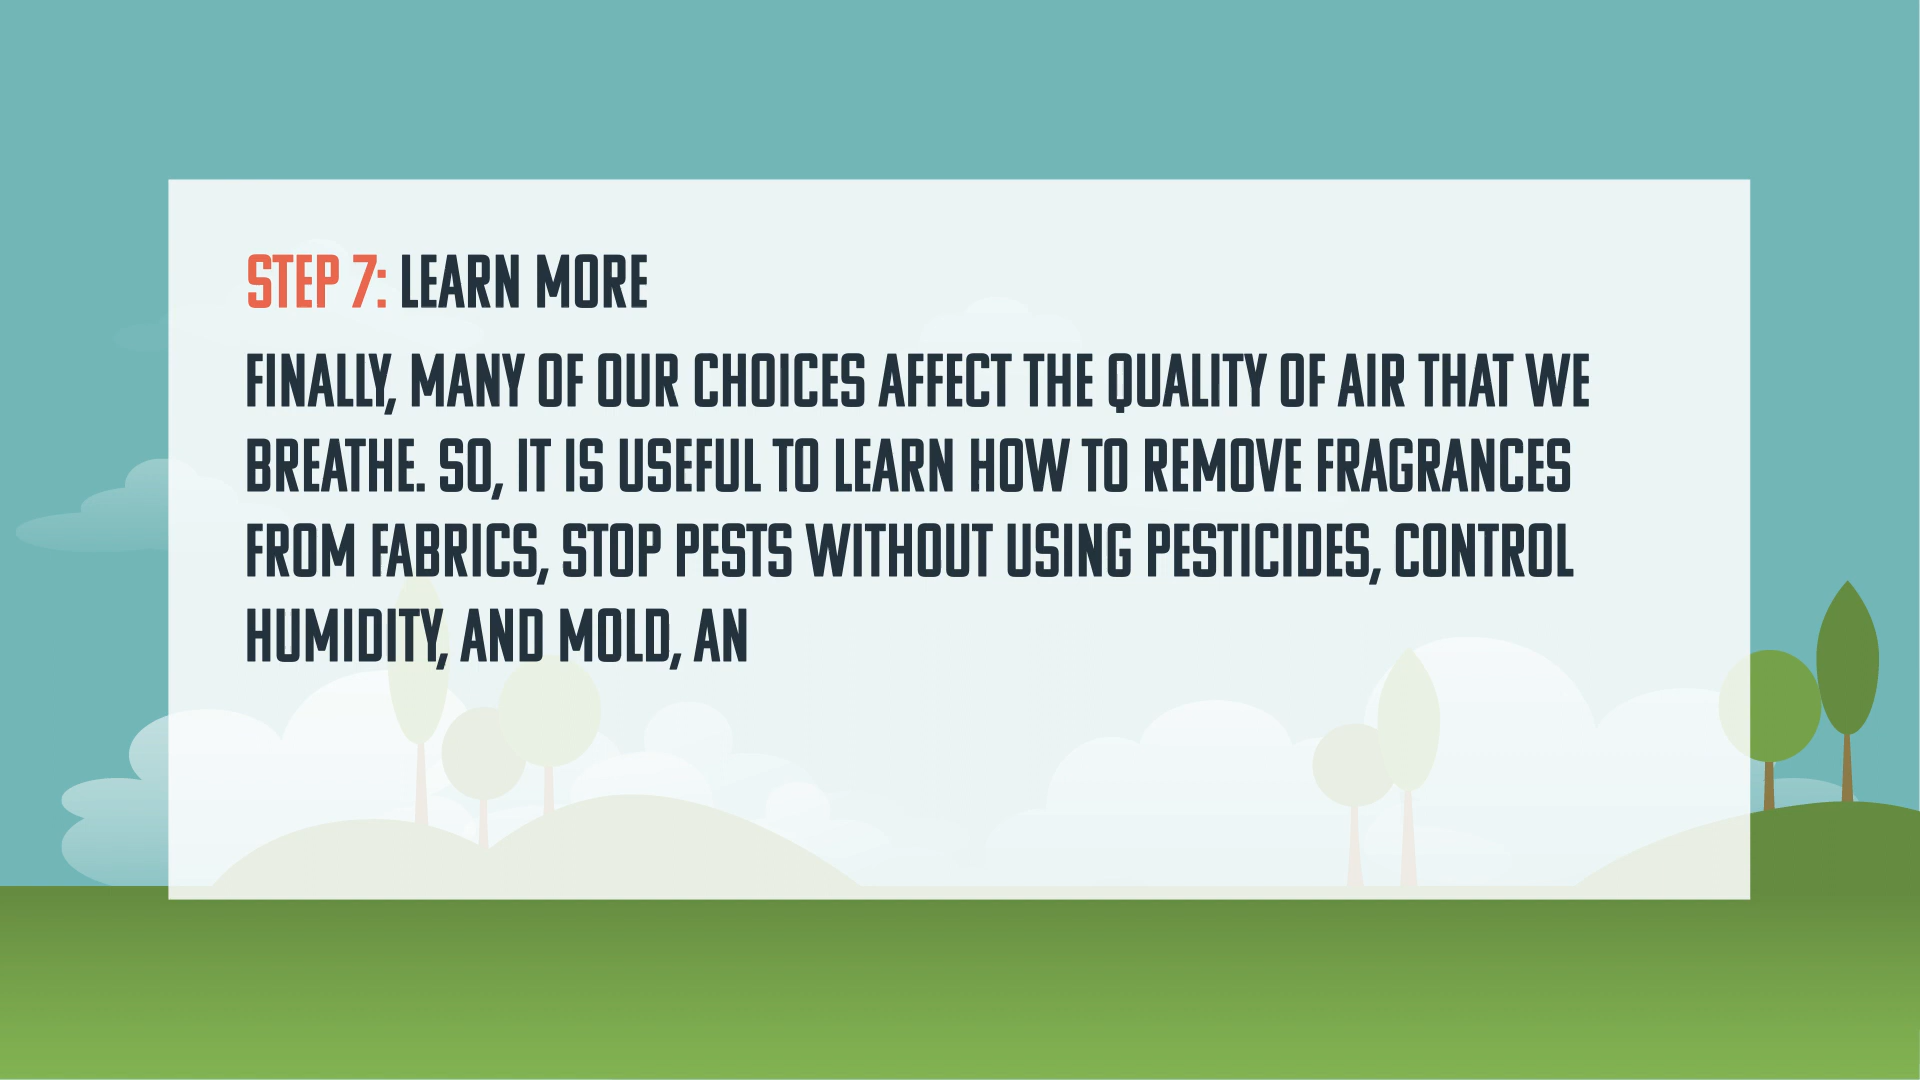 STEP 7: LEARN MORE
FINALLY, MANY OF OUR CHOICES AFFECT THE QUALITY OF AIR THAT WE
BREATHE. SO, IT IS USEFUL TO LEARN HOW TO REMOVE FRAGRANCES
FROM FABRICS, STOP PESTS WITHOUT USING PESTICIDES, CONTROL
HUMIDITY, AND MOLD, AN